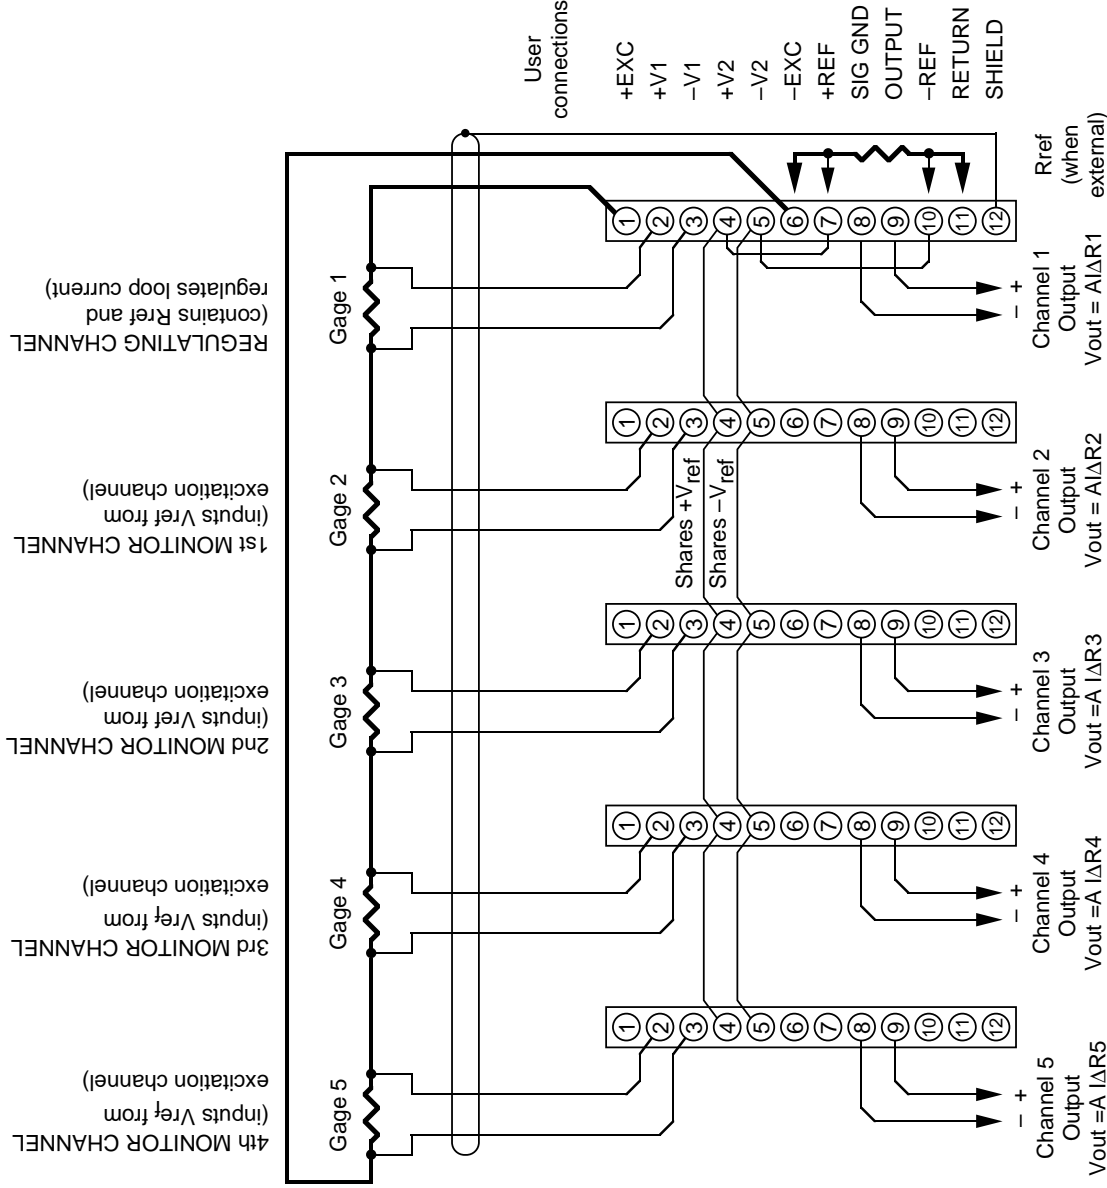 User
connections
+EXC
+V1
–V1
+V2
–V2
–EXC
+REF
SIG GND
OUTPUT
–REF
RETURN
SHIELD
REGULATING CHANNEL
(contains Rref and
regulates loop current)
Gage 1
1 2 3 4 5 6 7 8 9 10 11 12
Rref
(when
external)
– +
Channel 1
Output
Vout = AI∆R1
1st MONITOR CHANNEL
(inputs Vref from
excitation channel)
Gage 2
1 2 3 4 5 6 7 8 9 10 11 12
Shares +Vref
Shares –Vref
– +
Channel 2
Output
Vout = AI∆R2
2nd MONITOR CHANNEL
(inputs Vref from
excitation channel)
Gage 3
1 2 3 4 5 6 7 8 9 10 11 12
– +
Channel 3
Output
Vout =A I∆R3
3rd MONITOR CHANNEL
(inputs Vref from
excitation channel)
Gage 4
1 2 3 4 5 6 7 8 9 10 11 12
– +
Channel 4
Output
Vout =A I∆R4
4th MONITOR CHANNEL
(inputs Vref from
excitation channel)
Gage 5
1 2 3 4 5 6 7 8 9 10 11 12
– +
Channel 5
Output
Vout =A I∆R5